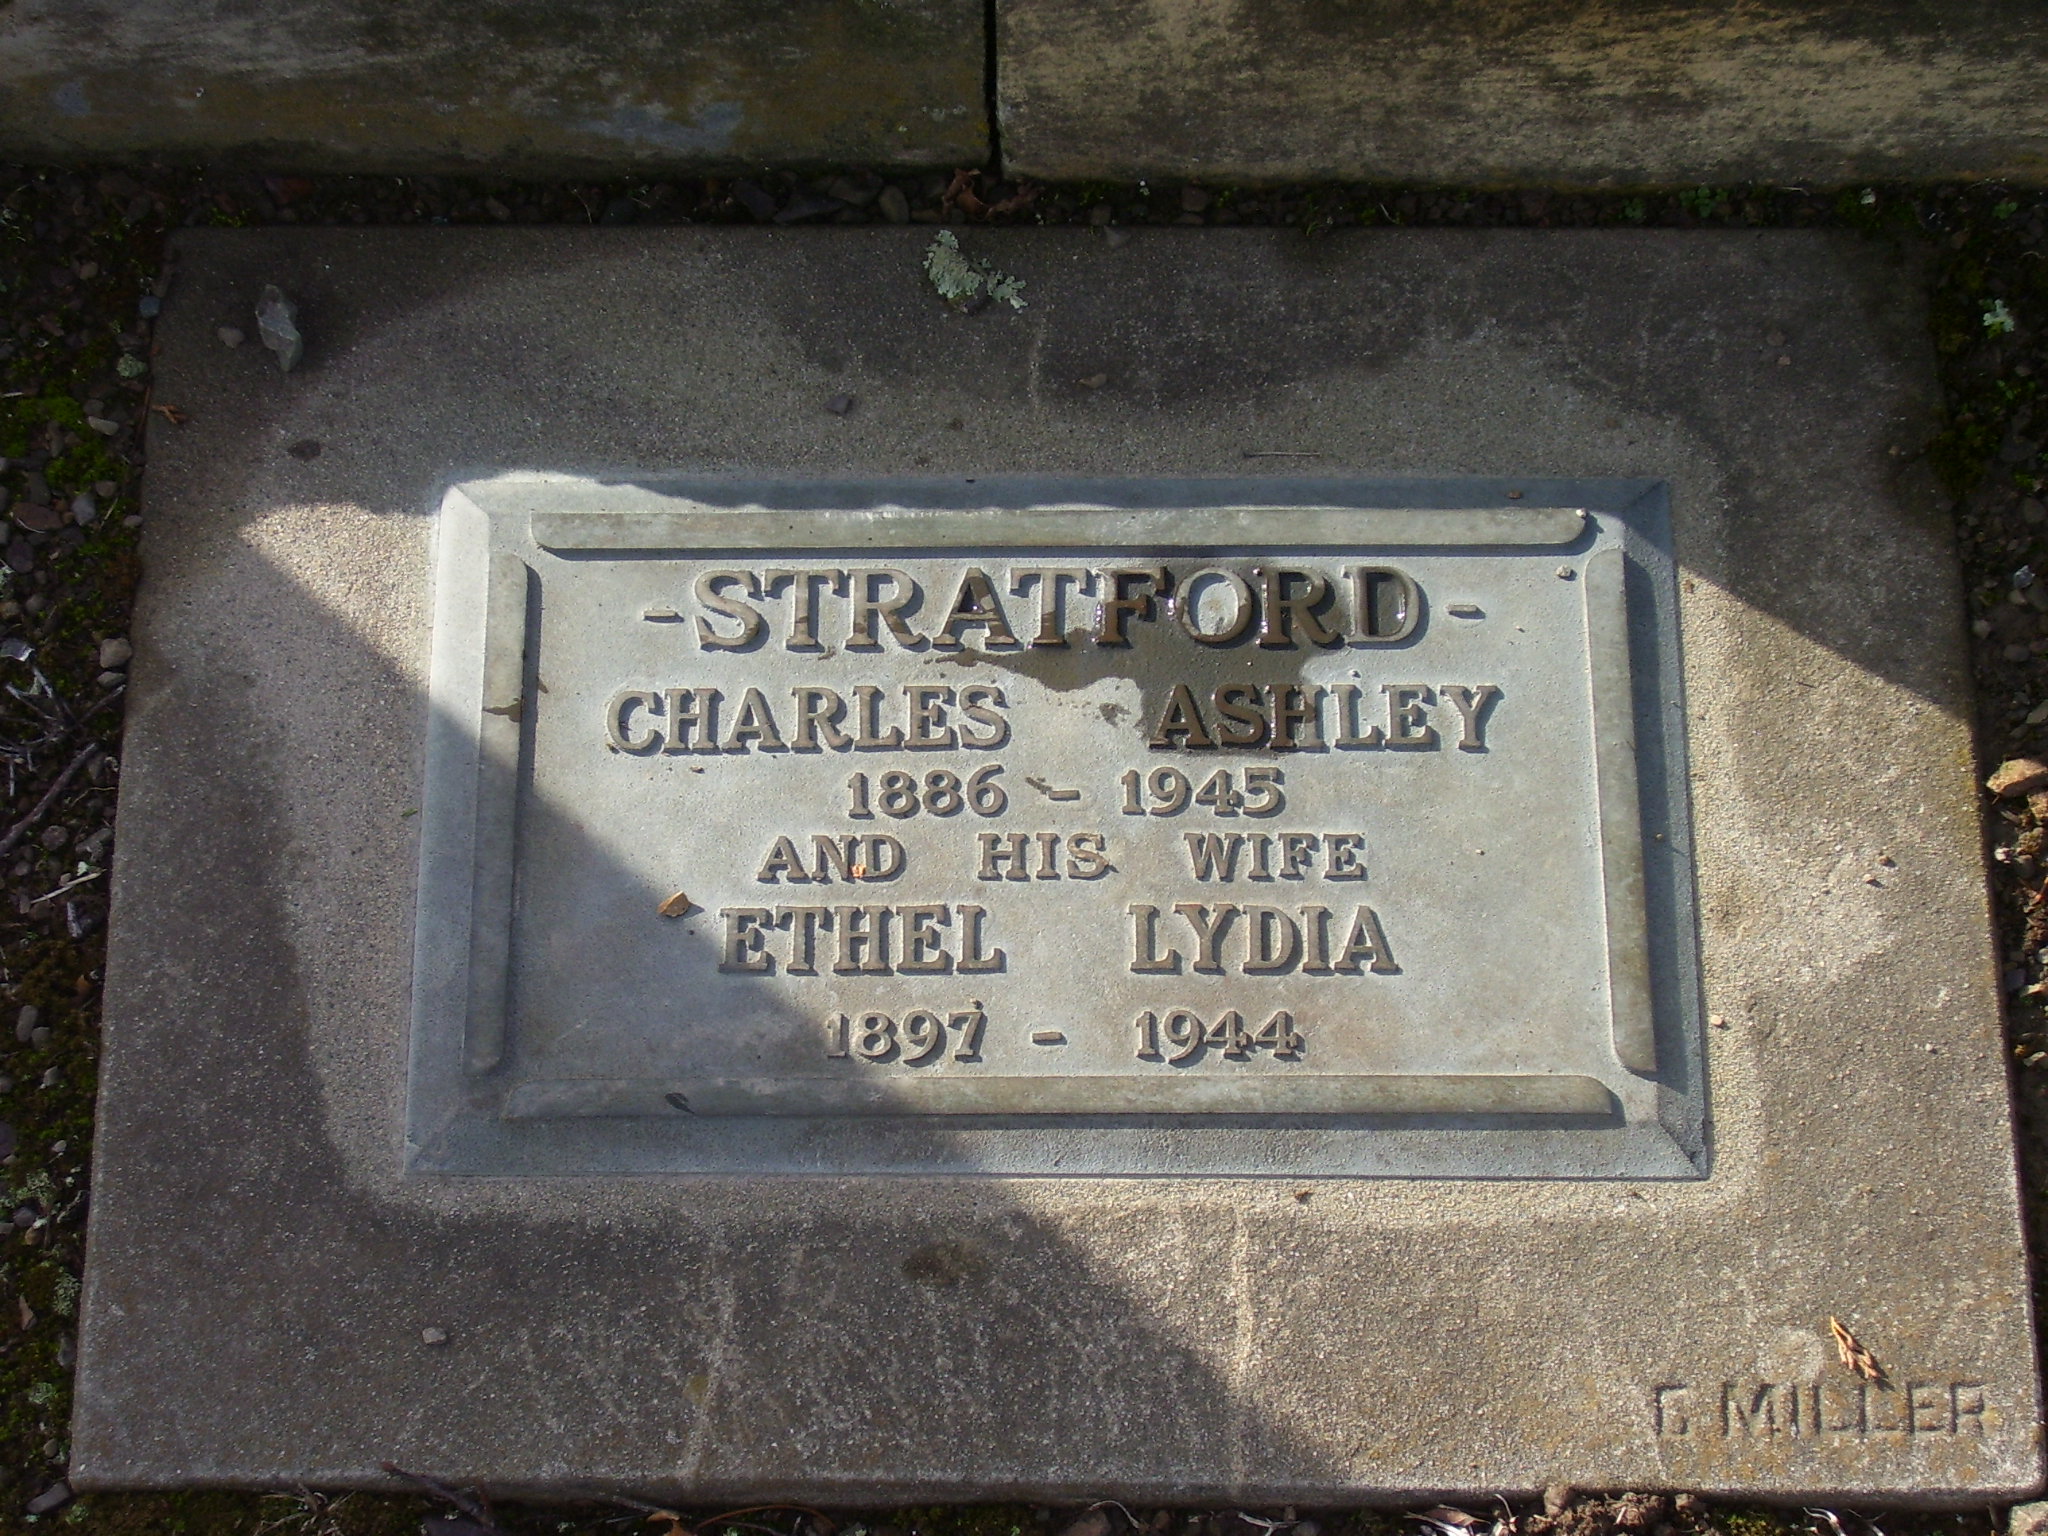 - STRATFORD -
CHARLES ASHLEY
1886 - 1945
AND HIS WIFE
ETHEL LYDIA
1897 - 1944
MILLER